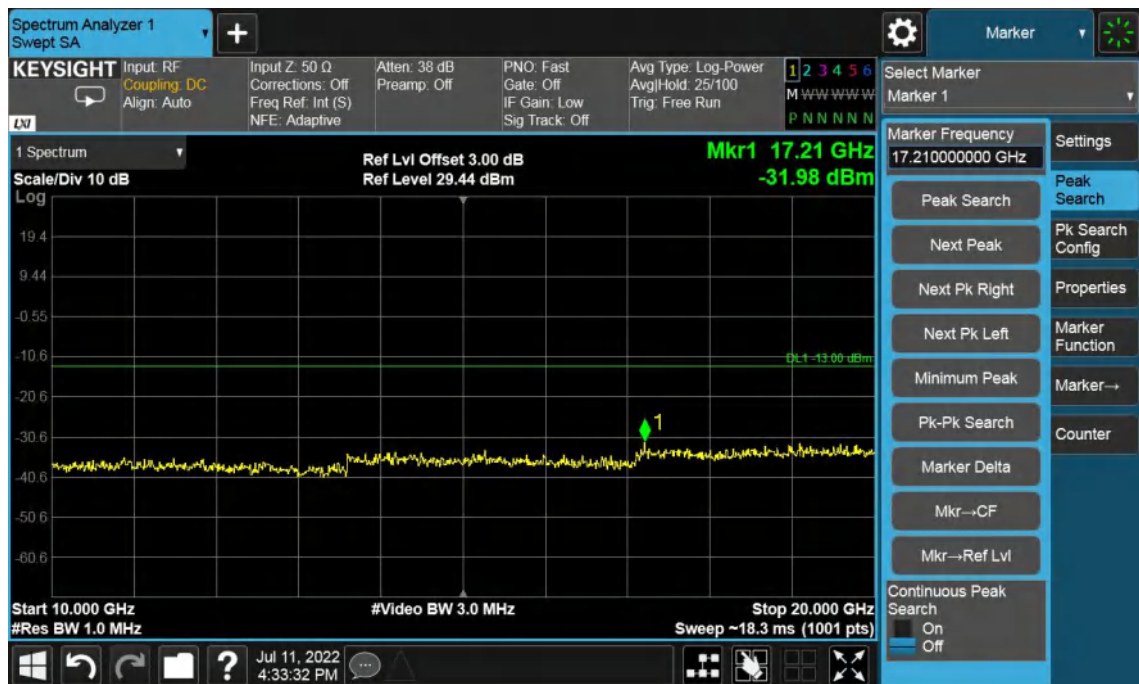 Spectrum Analyzer 1
Swept SA
+
Marker
KEYSIGHT
Input: RF
Coupling: DC
Align: Auto
Input Z: 50 Ω
Corrections: Off
Freq Ref: Int (S)
NFE: Adaptive
Atten: 38 dB
Preamp: Off
PNO: Fast
Gate: Off
IF Gain: Low
Sig Track: Off
Avg Type: Log-Power
Avg|Hold: 25/100
Trig: Free Run
1 2 3 4 5 6
M W W W W W
P N N N N N
LXI
Select Marker
Marker 1
1 Spectrum
Scale/Div 10 dB
Ref Lvl Offset 3.00 dB
Ref Level 29.44 dBm
Mkr1 17.21 GHz
-31.98 dBm
Log
19.4
9.44
-0.55
-10.6
-20.6
-30.6
-40.6
-50.6
-60.6
DL1 -13.00 dBm
1
Start 10.000 GHz
#Res BW 1.0 MHz
#Video BW 3.0 MHz
Stop 20.000 GHz
Sweep ~18.3 ms (1001 pts)
Marker Frequency
17.210000000 GHz
Peak Search
Next Peak
Next Pk Right
Next Pk Left
Minimum Peak
Pk-Pk Search
Marker Delta
Mkr→CF
Mkr→Ref Lvl
Continuous Peak
Search
On
Off
Settings
Peak
Search
Pk Search
Config
Properties
Marker
Function
Marker→
Counter
?
Jul 11, 2022
4:33:32 PM